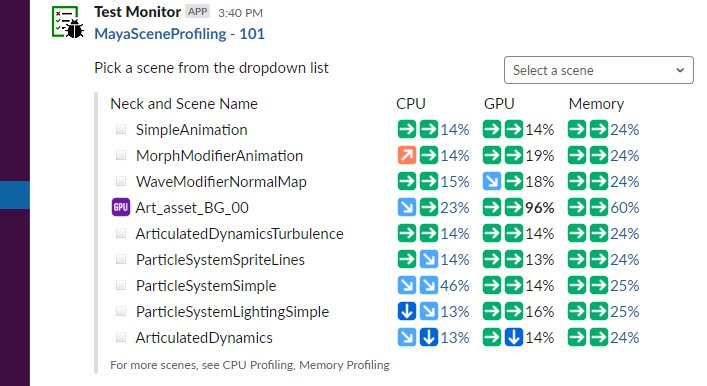 Test Monitor APP 3:40 PM
MayaSceneProfiling - 101
Pick a scene from the dropdown list Select a scene
Neck and Scene Name CPU GPU Memory
SimpleAnimation 14% 14% 24%
MorphModifierAnimation 14% 19% 24%
WaveModifierNormalMap 15% 18% 24%
GPU Art_asset_BG_00 23% 96% 60%
ArticulatedDynamicsTurbulence 14% 14% 24%
ParticleSystemSpriteLines 14% 13% 24%
ParticleSystemSimple 46% 14% 25%
ParticleSystemLightingSimple 13% 16% 25%
ArticulatedDynamics 13% 14% 24%
For more scenes, see CPU Profiling, Memory Profiling